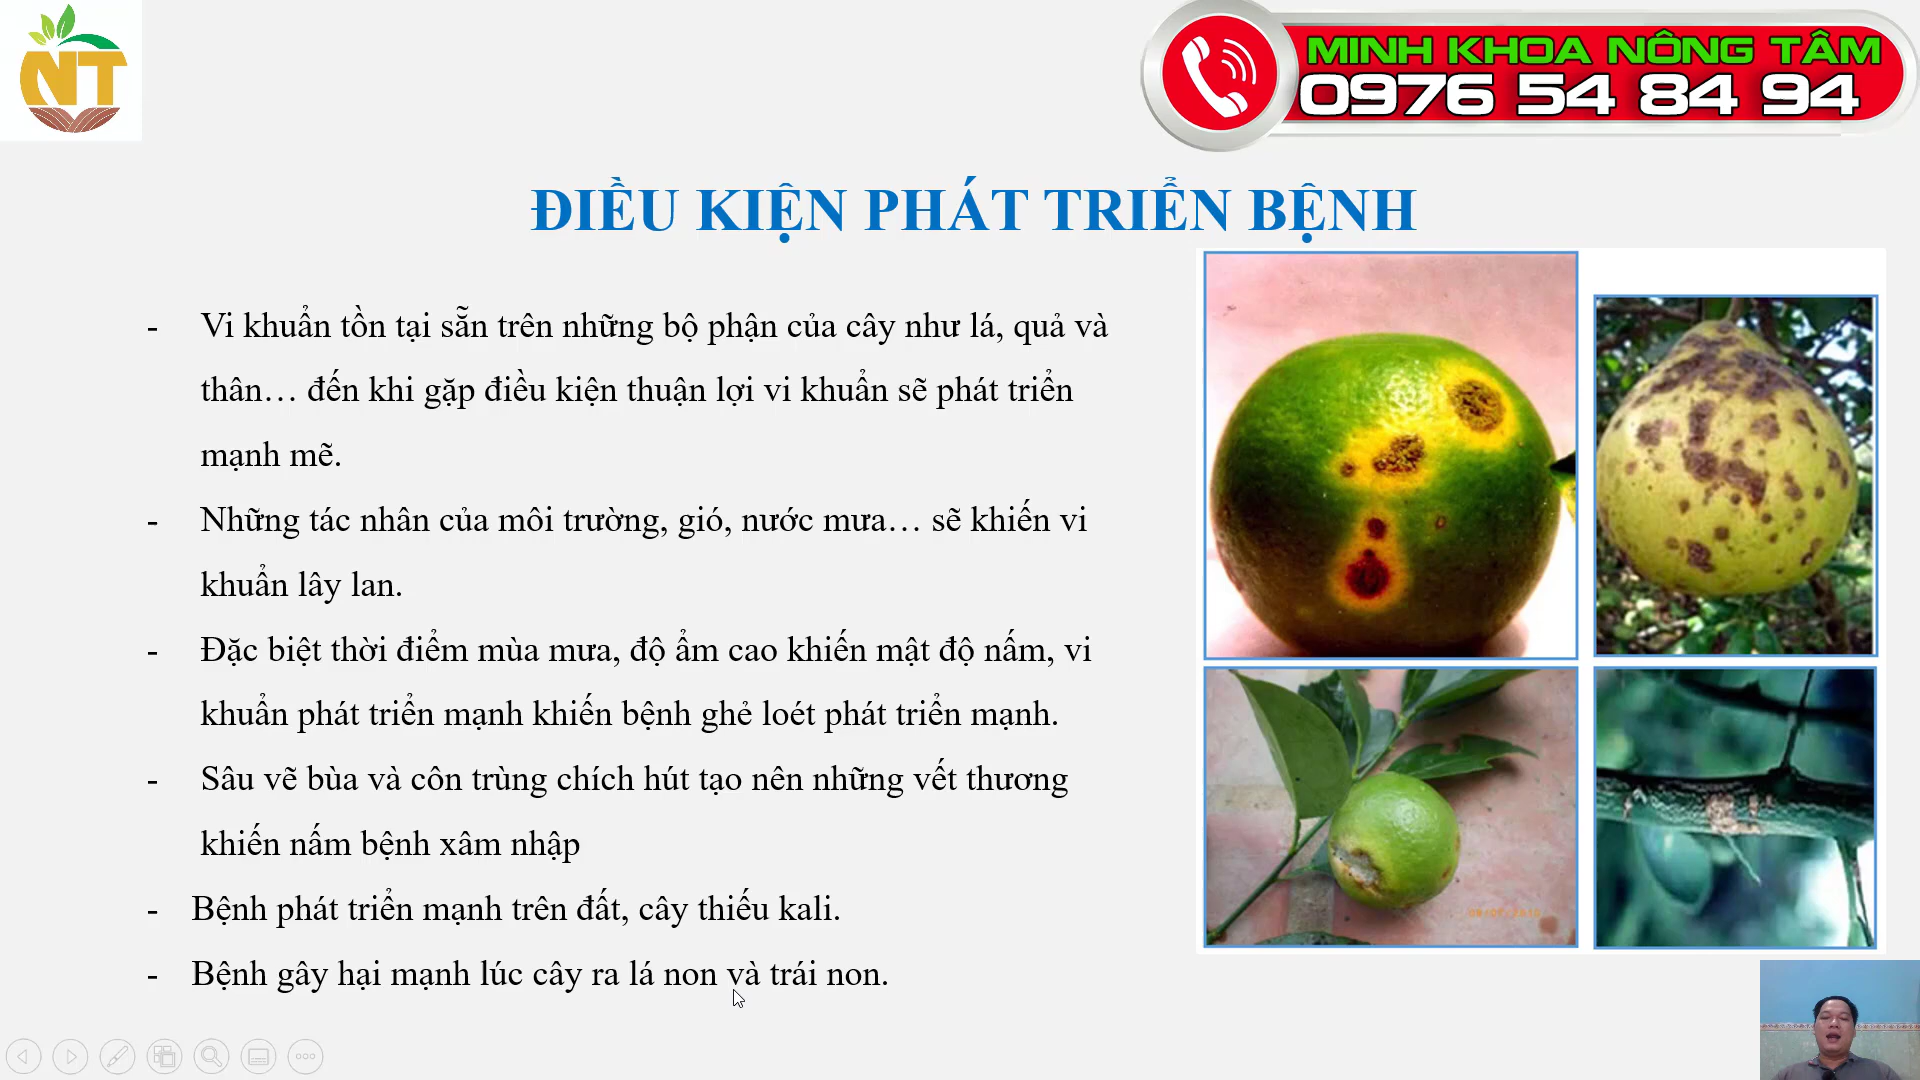 NT
MINH KHOA NÔNG TÂM
0976 54 84 94
ĐIỀU KIỆN PHÁT TRIỂN BỆNH
- Vi khuẩn tồn tại sẵn trên những bộ phận của cây như lá, quả và
thân… đến khi gặp điều kiện thuận lợi vi khuẩn sẽ phát triển
mạnh mẽ.
- Những tác nhân của môi trường, gió, nước mưa… sẽ khiến vi
khuẩn lây lan.
- Đặc biệt thời điểm mùa mưa, độ ẩm cao khiến mật độ nấm, vi
khuẩn phát triển mạnh khiến bệnh ghẻ loét phát triển mạnh.
- Sâu vẽ bùa và côn trùng chích hút tạo nên những vết thương
khiến nấm bệnh xâm nhập
- Bệnh phát triển mạnh trên đất, cây thiếu kali.
- Bệnh gây hại mạnh lúc cây ra lá non và trái non.